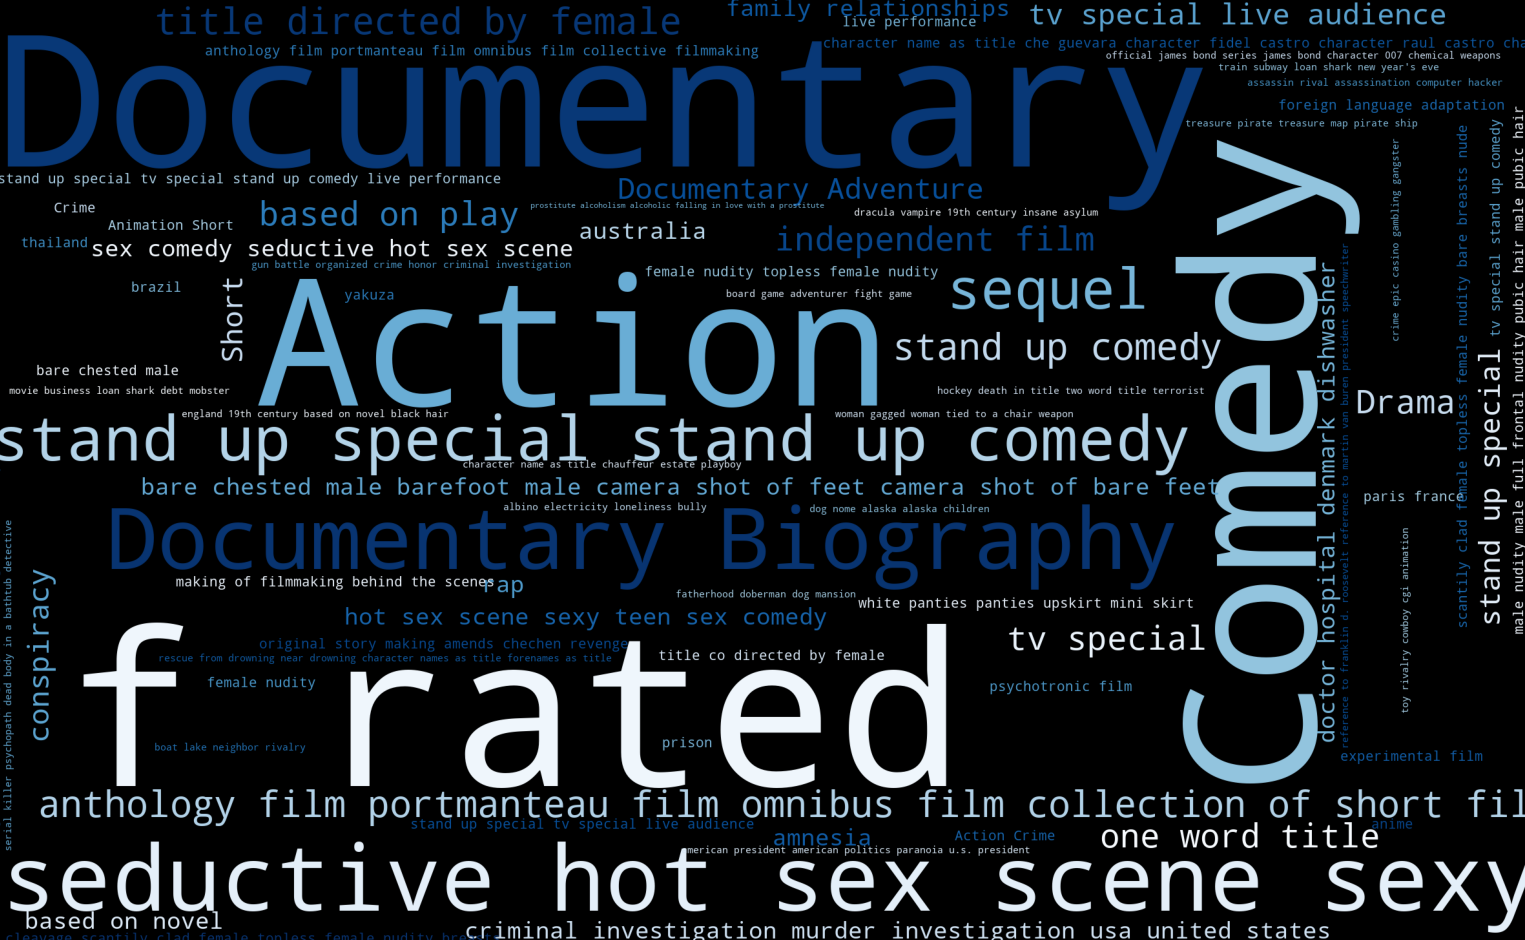 title directed by female
family relationships
live performance
tv special live audience
anthology film portmanteau film omnibus film collective filmmaking
character name as title che guevara character fidel castro character raul castro cha
Documentary
official james bond series james bond character 007 chemical weapons
train subway loan shark new year's eve
assassin rival assassination computer hacker
foreign language adaptation
treasure pirate treasure map pirate ship
stand up special tv special stand up comedy live performance
Documentary Adventure
Crime
Animation Short
based on play
prostitute alcoholism alcoholic falling in love with a prostitute
dracula vampire 19th century insane asylum
thailand
sex comedy seductive hot sex scene
australia
independent film
gun battle organized crime honor criminal investigation
female nudity topless female nudity
brazil
Short
yakuza
Action
board game adventurer fight game
sequel
stand up comedy
bare chested male
movie business loan shark debt mobster
hockey death in title two word title terrorist
england 19th century based on novel black hair
woman gagged woman tied to a chair weapon
stand up special stand up comedy
character name as title chauffeur estate playboy
bare chested male barefoot male camera shot of feet camera shot of bare feet
albino electricity loneliness bully
dog nome alaska alaska children
Documentary Biography
Comedy
doctor hospital denmark dishwasher
reference to franklin d. roosevelt reference to martin van buren president speechwriter
crime epic casino gambling gangster
Drama
scantily clad female topless female nudity bare breasts nude
tv special stand up comedy
stand up special
male nudity male full frontal nudity pubic hair male pubic hair
paris france
toy rivalry cowboy cgi animation
experimental film
serial killer psychopath dead body in a bathtub detective
conspiracy
making of filmmaking behind the scenes
rap
fatherhood doberman dog mansion
white panties panties upskirt mini skirt
hot sex scene sexy teen sex comedy
original story making amends chechen revenge
rescue from drowning near drowning character names as title forenames as title
title co directed by female
tv special
female nudity
psychotronic film
f rated
boat lake neighbor rivalry
prison
anthology film portmanteau film omnibus film collection of short fil
stand up special tv special live audience
amnesia
Action Crime
one word title
anime
merican president american politics paranoia u.s. president
seductive hot sex scene sexy
based on novel
criminal investigation murder investigation usa united states
cleavage scantily clad female topless female nudity breasts